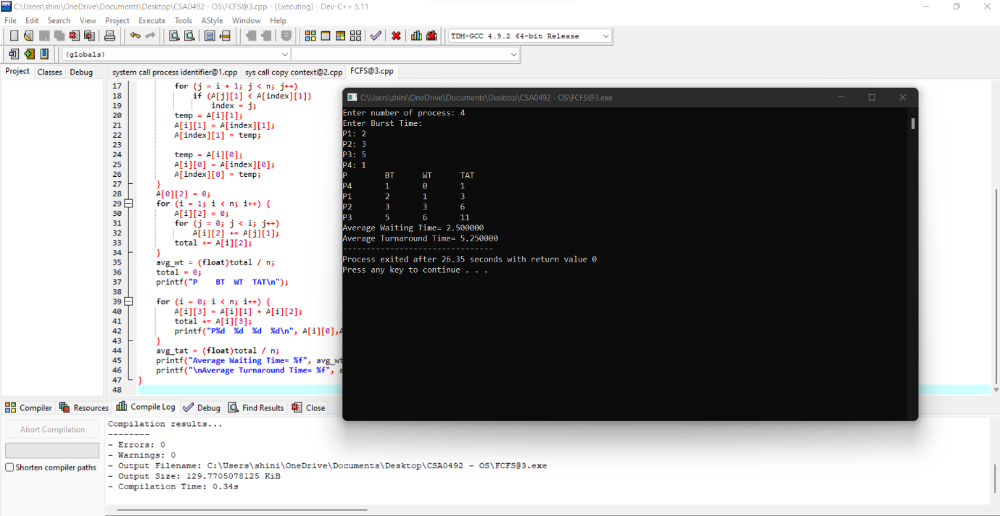 C:\Users\shini\OneDrive\Documents\Desktop\CSA0492 - OS\FCFS@3.cpp - [Executing] - Dev-C++ 5.11
File Edit Search View Project Execute Tools AStyle Window Help
TDM-GCC 4.9.2 64-bit Release
(globals)
Project Classes Debug
system call process identifier@1.cpp sys call copy context@2.cpp FCFS@3.cpp
17 for (j = i + 1; j < n; j++)
18 if (A[j][1] < A[index][1])
19 index = j;
20 temp = A[i][1];
21 A[i][1] = A[index][1];
22 A[index][1] = temp;
23
24 temp = A[i][0];
25 A[i][0] = A[index][0];
26 A[index][0] = temp;
27 }
28 A[0][2] = 0;
29 for (i = 1; i < n; i++) {
30 A[i][2] = 0;
31 for (j = 0; j < i; j++)
32 A[i][2] += A[j][1];
33 total += A[i][2];
34 }
35 avg_wt = (float)total / n;
36 total = 0;
37 printf("P    BT  WT  TAT\n");
38
39 for (i = 0; i < n; i++) {
40 A[i][3] = A[i][1] + A[i][2];
41 total += A[i][3];
42 printf("P%d  %d  %d  %d\n", A[i][0],A
43 }
44 avg_tat = (float)total / n;
45 printf("Average Waiting Time= %f", avg_wt
46 printf("\nAverage Turnaround Time= %f", a
47 }
48
C:\Users\shini\OneDrive\Documents\Desktop\CSA0492 - OS\FCFS@3.exe
Enter number of process: 4
Enter Burst Time:
P1: 2
P2: 3
P3: 5
P4: 1
P BT WT TAT
P4 1 0 1
P1 2 1 3
P2 3 3 6
P3 5 6 11
Average Waiting Time= 2.500000
Average Turnaround Time= 5.250000
--------------------------------
Process exited after 26.35 seconds with return value 0
Press any key to continue . . .
Compiler Resources Compile Log Debug Find Results Close
Abort Compilation
Shorten compiler paths
Compilation results...
--------
- Errors: 0
- Warnings: 0
- Output Filename: C:\Users\shini\OneDrive\Documents\Desktop\CSA0492 - OS\FCFS@3.exe
- Output Size: 129.7705078125 KiB
- Compilation Time: 0.34s